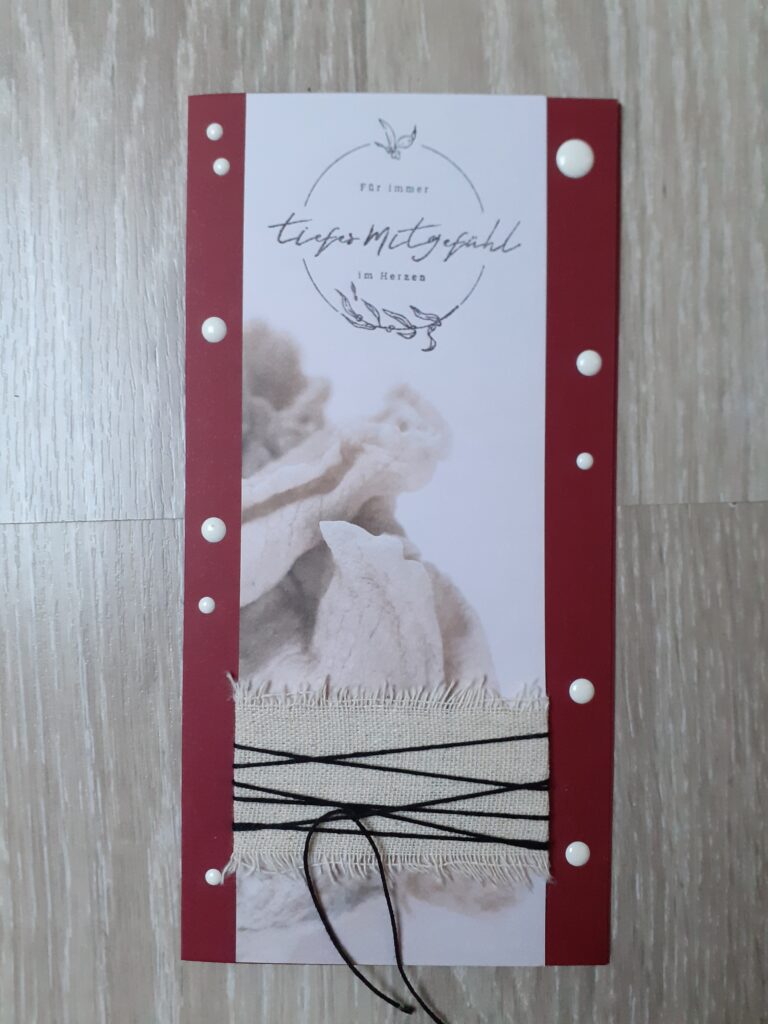 Für immer
tiefes Mitgefühl
im Herzen